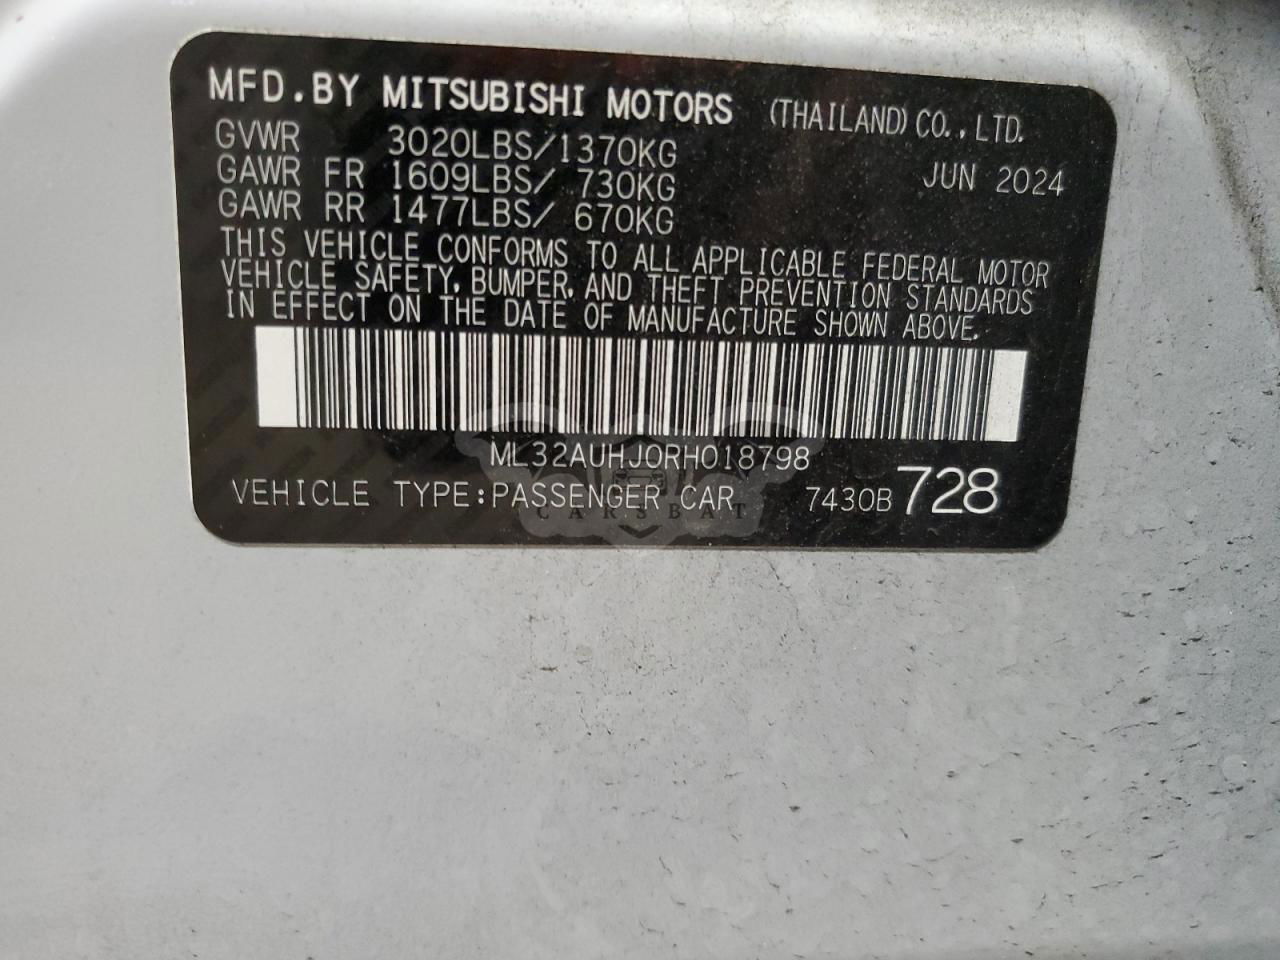 MFD.BY MITSUBISHI MOTORS (THAILAND) CO., LTD.
GVWR 3020LBS/1370KG JUN 2024
GAWR FR 1609LBS/ 730KG
GAWR RR 1477LBS/ 670KG
THIS VEHICLE CONFORMS TO ALL APPLICABLE FEDERAL MOTOR
VEHICLE SAFETY, BUMPER, AND THEFT PREVENTION STANDARDS
IN EFFECT ON THE DATE OF MANUFACTURE SHOWN ABOVE.
ML32AUHJ0RH018798
VEHICLE TYPE:PASSENGER CAR 7430B 728
CARSBAT